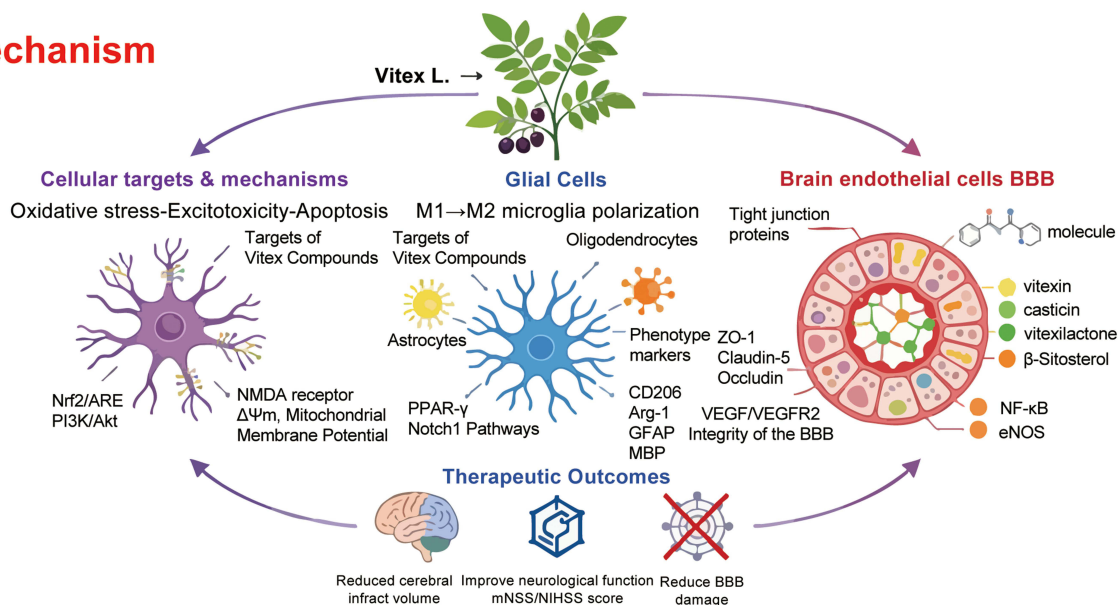 echanism
Vitex L. →
Cellular targets & mechanisms
Oxidative stress-Excitotoxicity-Apoptosis
Targets of
Vitex Compounds
Nrf2/ARE
PI3K/Akt
NMDA receptor
ΔΨm, Mitochondrial
Membrane Potential
Glial Cells
M1→M2 microglia polarization
Targets of
Vitex Compounds
Oligodendrocytes
Astrocytes
Phenotype
markers
PPAR-γ
Notch1 Pathways
CD206
Arg-1
GFAP
MBP
Brain endothelial cells BBB
Tight junction
proteins
molecule
vitexin
casticin
vitexilactone
β-Sitosterol
NF-κB
eNOS
ZO-1
Claudin-5
Occludin
VEGF/VEGFR2
Integrity of the BBB
Therapeutic Outcomes
Reduced cerebral
infract volume
Improve neurological function
mNSS/NIHSS score
Reduce BBB
damage